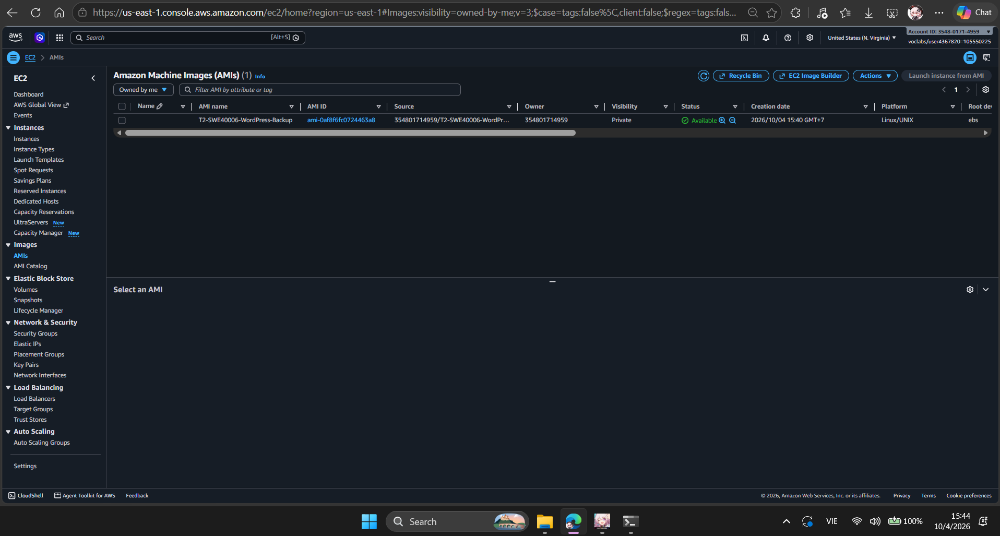 https://us-east-1.console.aws.amazon.com/ec2/home?region=us-east-1#Images:visibility=owned-by-me;v=3;$case=tags:false%5C,client:false;$regex=tags:fals...
Chat
aws
Search
[Alt+S]
United States (N. Virginia)
Account ID: 3548-0171-4959
voclabs/user4367820=105550225
EC2
AMIs
EC2
Dashboard
AWS Global View
Events
Instances
Instances
Instance Types
Launch Templates
Spot Requests
Savings Plans
Reserved Instances
Dedicated Hosts
Capacity Reservations
UltraServers New
Capacity Manager New
Images
AMIs
AMI Catalog
Elastic Block Store
Volumes
Snapshots
Lifecycle Manager
Network & Security
Security Groups
Elastic IPs
Placement Groups
Key Pairs
Network Interfaces
Load Balancing
Load Balancers
Target Groups
Trust Stores
Auto Scaling
Auto Scaling Groups
Settings
Amazon Machine Images (AMIs) (1) Info
Recycle Bin
EC2 Image Builder
Actions
Launch instance from AMI
Owned by me
Filter AMI by attribute or tag
1
Name AMI name AMI ID Source Owner Visibility Status Creation date Platform Root dev
T2-SWE40006-WordPress-Backup ami-0af8f6fc0724463a8 354801714959/T2-SWE40006-WordPr... 354801714959 Private Available 2026/10/04 15:40 GMT+7 Linux/UNIX ebs
Select an AMI
CloudShell
Agent Toolkit for AWS
Feedback
© 2026, Amazon Web Services, Inc. or its affiliates.
Privacy
Terms
Cookie preferences
Search
VIE
100%
15:44
10/4/2026